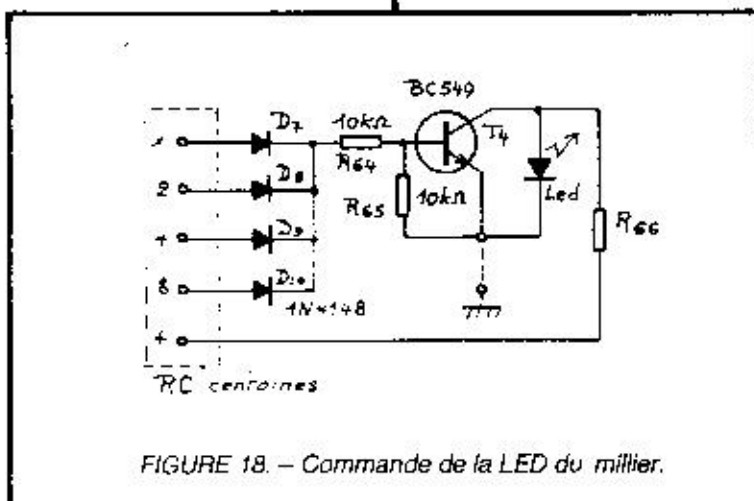 BC549
D7
10kΩ
T4
1
R64
D8
2
R65
10kΩ
Led
R66
D9
4
D10
8
1N4148
+
RC centaines
FIGURE 18. – Commande de la LED du millier.